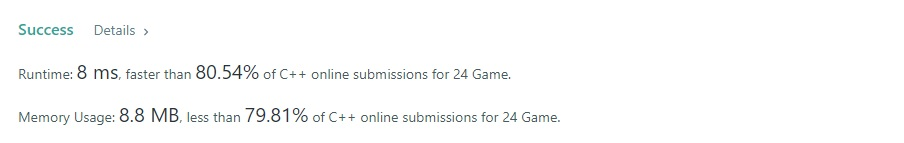 Success Details ›
Runtime: 8 ms, faster than 80.54% of C++ online submissions for 24 Game.
Memory Usage: 8.8 MB, less than 79.81% of C++ online submissions for 24 Game.